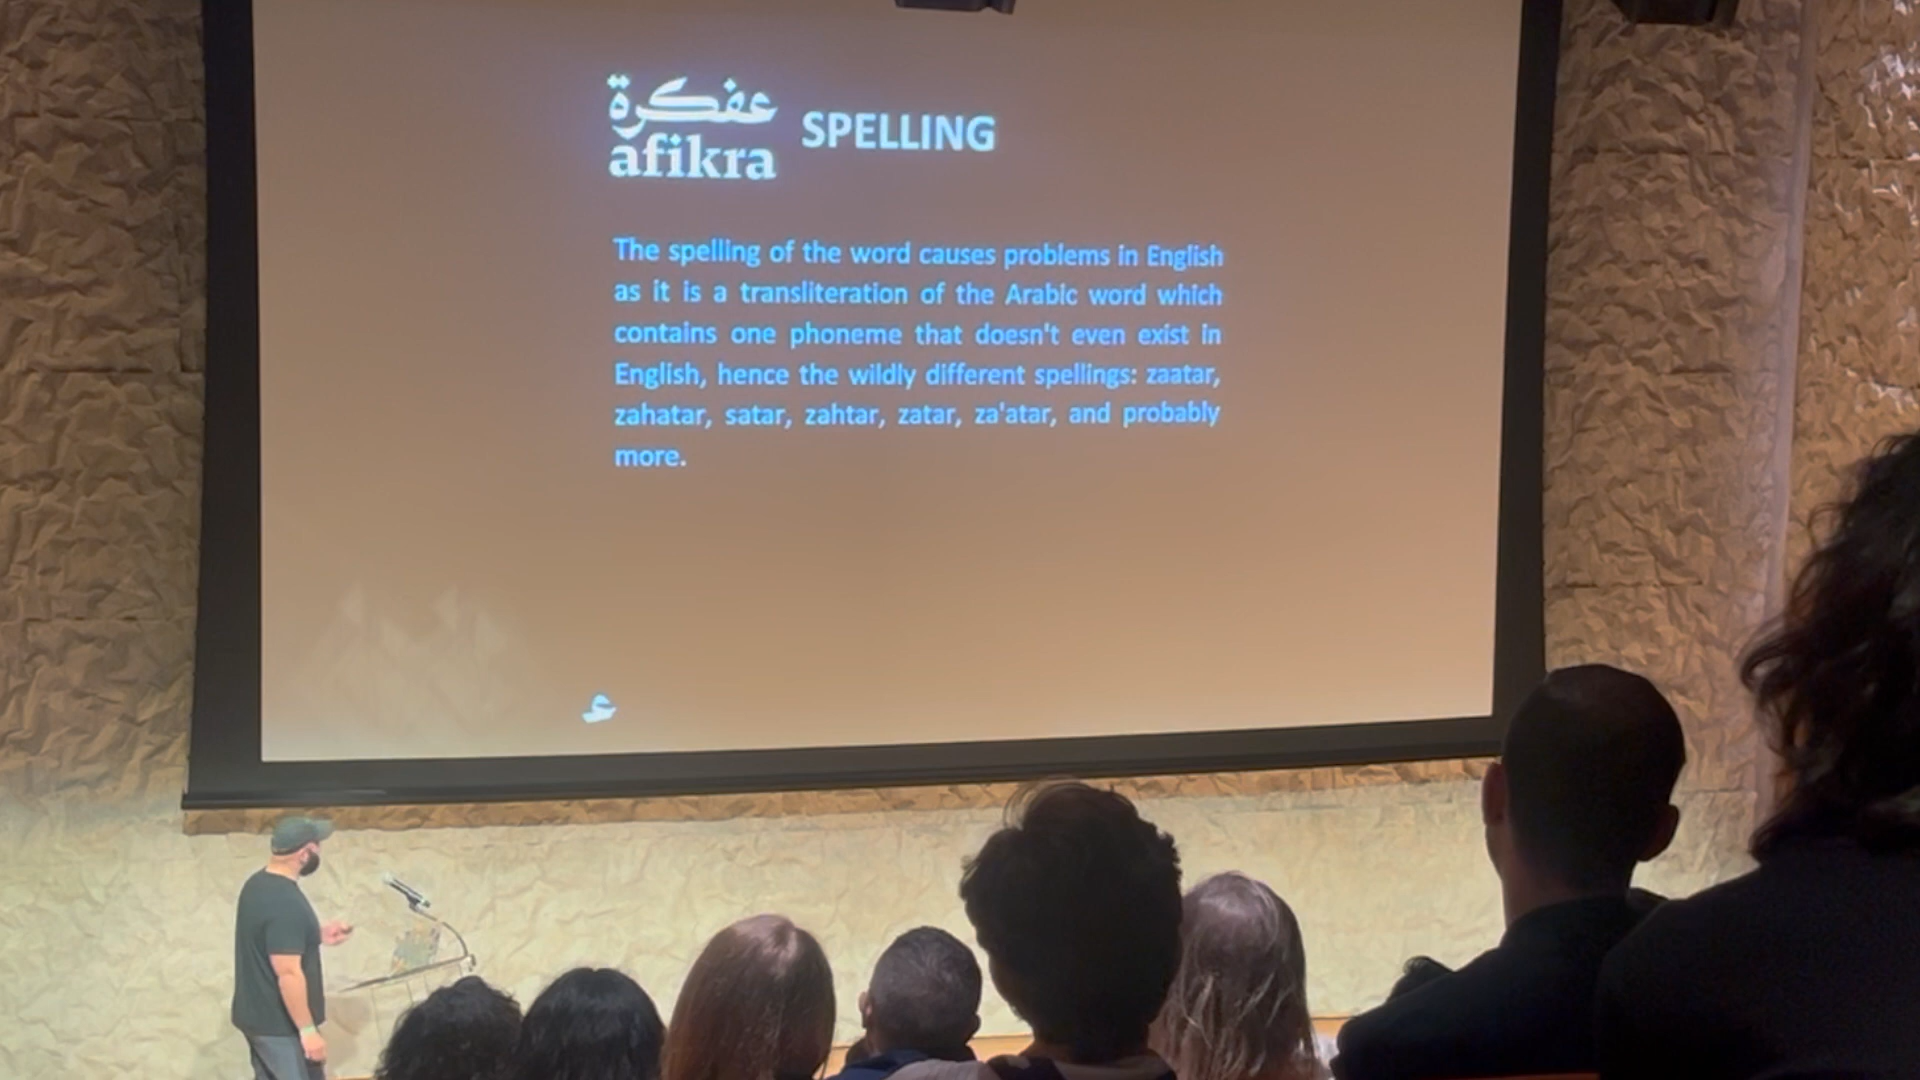 عفكرة
afikra
SPELLING
The spelling of the word causes problems in English
as it is a transliteration of the Arabic word which
contains one phoneme that doesn't even exist in
English, hence the wildly different spellings: zaatar,
zahatar, satar, zahtar, zatar, za'atar, and probably
more.
ع